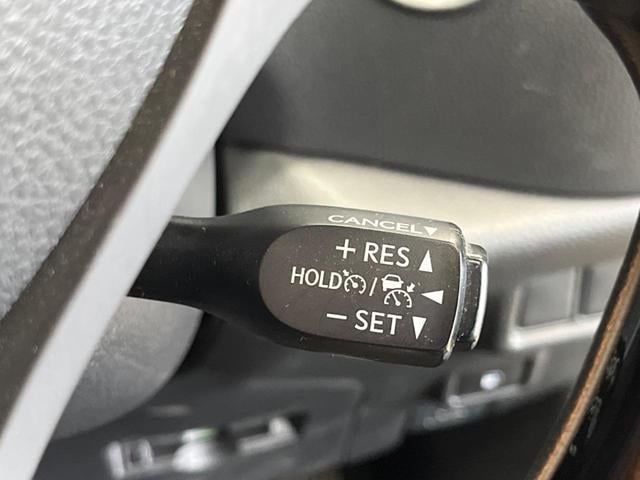 CANCEL▼
+ RES ▲
HOLD / ◀
− SET ▼